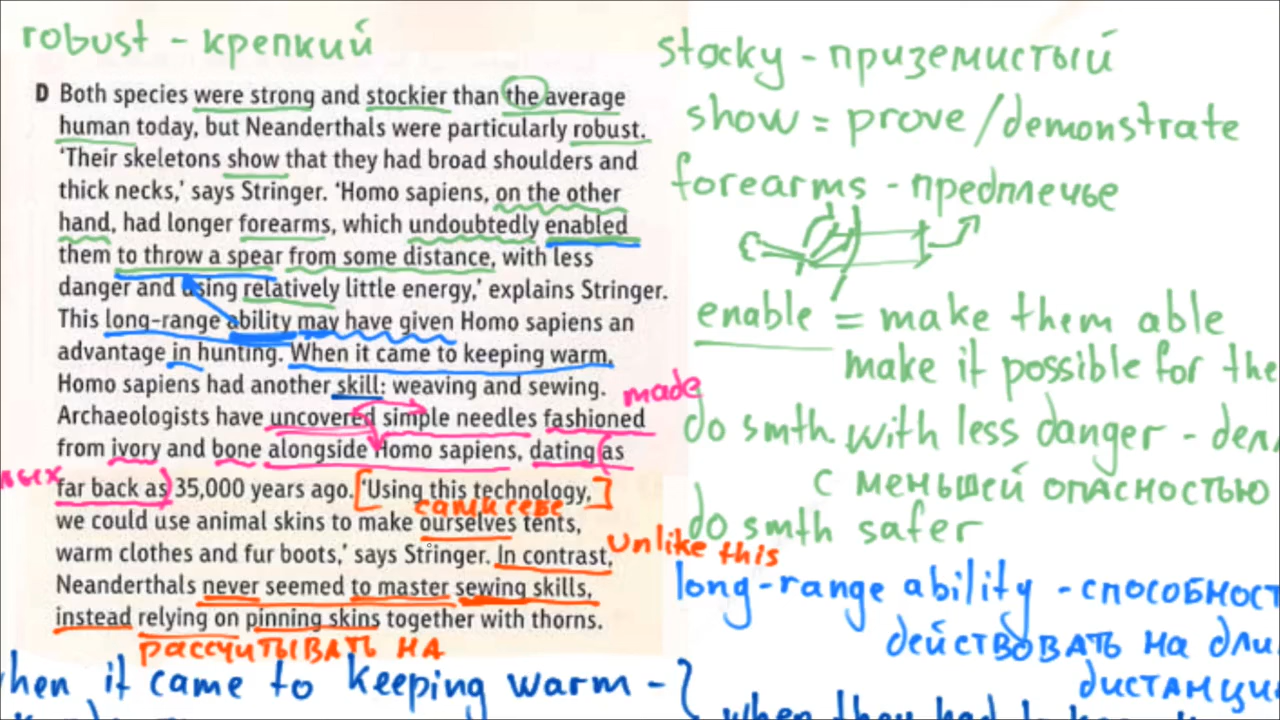 robust - крепкий
D Both species were strong and stockier than the average
human today, but Neanderthals were particularly robust.
‘Their skeletons show that they had broad shoulders and
thick necks,’ says Stringer. ‘Homo sapiens, on the other
hand, had longer forearms, which undoubtedly enabled
them to throw a spear from some distance, with less
danger and using relatively little energy,’ explains Stringer.
This long-range ability may have given Homo sapiens an
advantage in hunting. When it came to keeping warm,
Homo sapiens had another skill: weaving and sewing.
made
Archaeologists have uncovered simple needles fashioned
from ivory and bone alongside Homo sapiens, dating as
far back as 35,000 years ago. ‘Using this technology,
сами себе
we could use animal skins to make ourselves tents,
warm clothes and fur boots,’ says Stringer. In contrast,
Unlike this
Neanderthals never seemed to master sewing skills,
instead relying on pinning skins together with thorns.
рассчитывать на
when it came to keeping warm -
stocky - приземистый
show = prove / demonstrate
forearms - предплечье
enable = make them able
make it possible for the
do smth with less danger - дел
с меньшей опасностью
do smth safer
long-range ability - способност
действовать на дли
дистанци